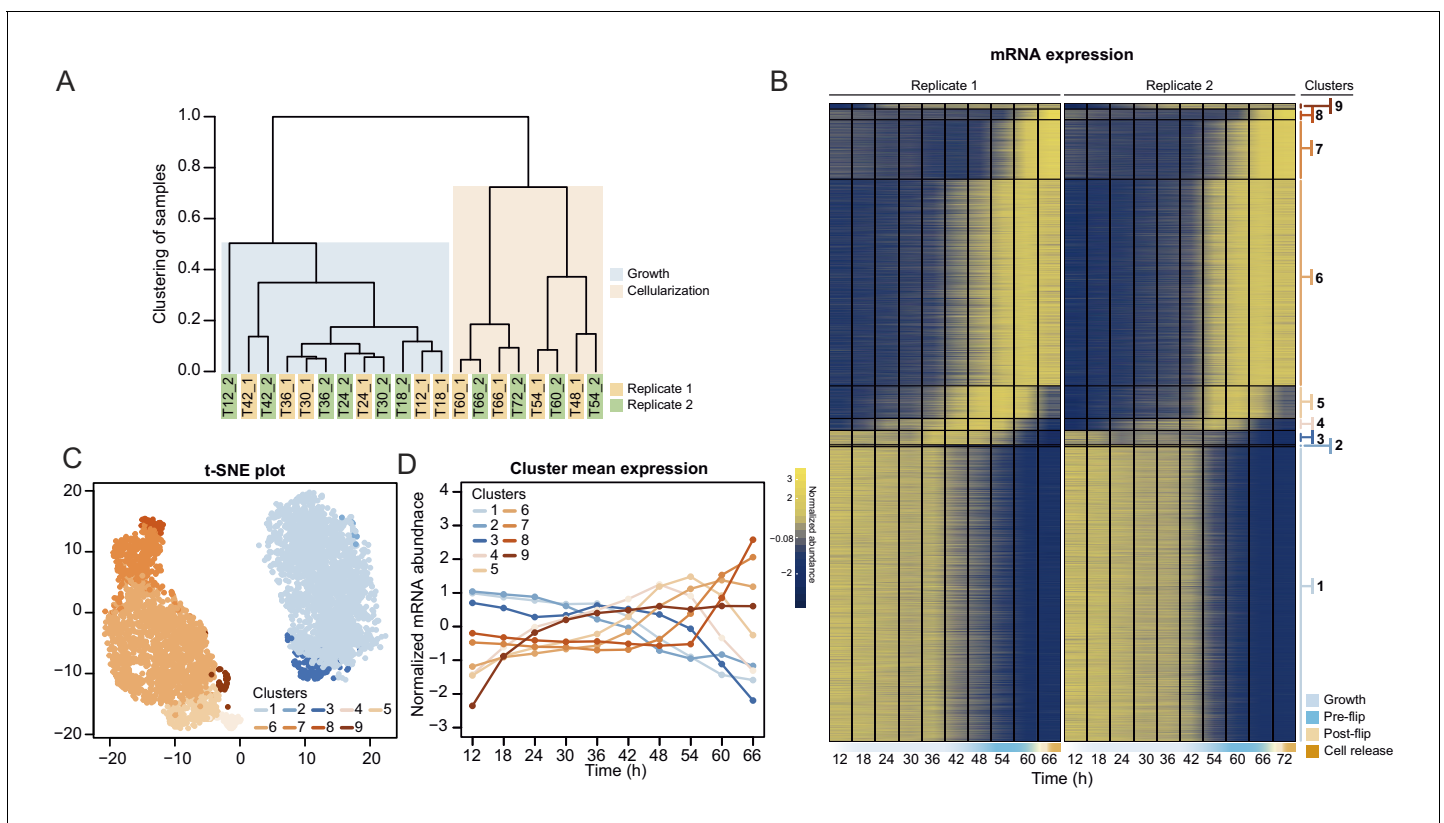 A
Clustering of samples
1.0
0.8
0.6
0.4
0.2
0.0
Growth
Cellularization
T12_2
T42_1
T42_2
T36_1
T30_1
T36_2
T24_2
T24_1
T30_2
T18_2
T12_1
T18_1
T60_1
T66_2
T66_1
T72_2
T54_1
T60_2
T48_1
T54_2
Replicate 1
Replicate 2
B
mRNA expression
Replicate 1 Replicate 2 Clusters
9
8
7
6
5
4
3
2
1
12 18 24 30 36 42 48 54 60 66
12 18 24 30 36 42 54 60 66 72
Time (h)
Growth
Pre-flip
Post-flip
Cell release
C
t-SNE plot
20
10
0
−10
−20
−20 −10 0 10 20
Clusters
1 2 3 4 5
6 7 8 9
D
Cluster mean expression
Normalized mRNA abundnace
4
3
2
1
0
−1
−2
−3
Clusters
1 6
2 7
3 8
4 9
5
12 18 24 30 36 42 48 54 60 66
Time (h)
3
2
−0.08
−2
Normalized abundance